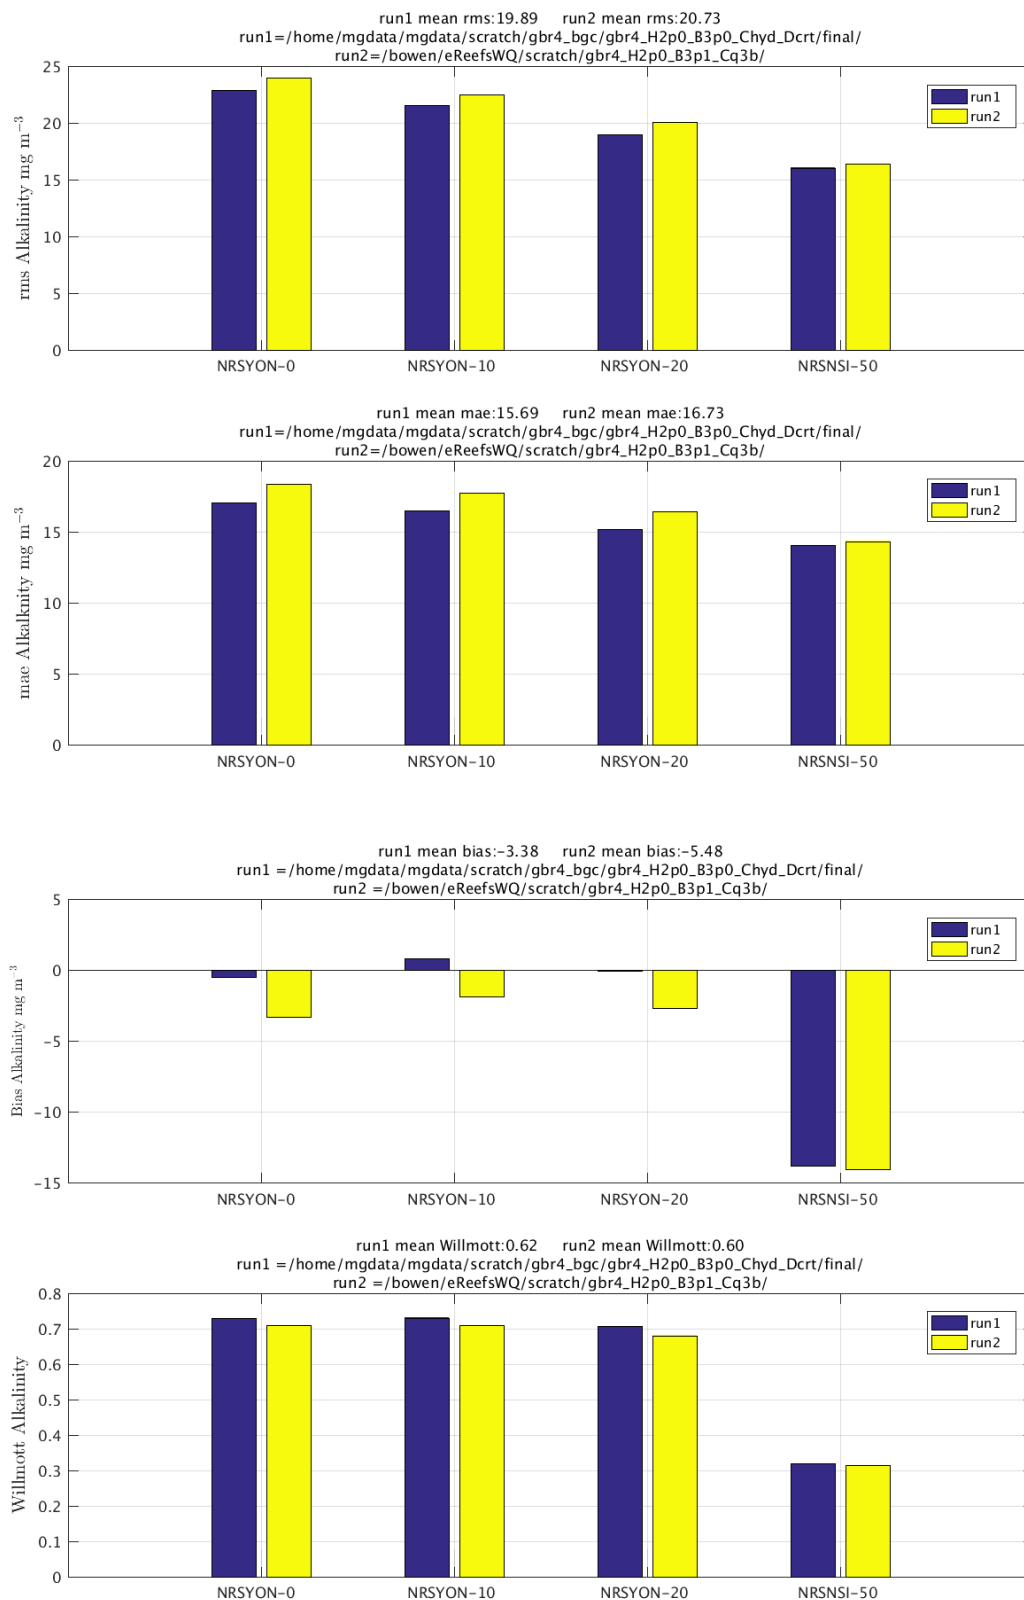 run1 mean rms:19.89 run2 mean rms:20.73
run1=/home/mgdata/mgdata/scratch/gbr4_bgc/gbr4_H2p0_B3p0_Chyd_Dcrt/final/
run2=/bowen/eReefsWQ/scratch/gbr4_H2p0_B3p1_Cq3b/
rms Alkalinity mg m−3
25
20
15
10
5
0
run1
run2
NRSYON-0 NRSYON-10 NRSYON-20 NRSNSI-50
run1 mean mae:15.69 run2 mean mae:16.73
run1=/home/mgdata/mgdata/scratch/gbr4_bgc/gbr4_H2p0_B3p0_Chyd_Dcrt/final/
run2=/bowen/eReefsWQ/scratch/gbr4_H2p0_B3p1_Cq3b/
mae Alkalknity mg m−3
20
15
10
5
0
run1
run2
NRSYON-0 NRSYON-10 NRSYON-20 NRSNSI-50
run1 mean bias:-3.38 run2 mean bias:-5.48
run1 =/home/mgdata/mgdata/scratch/gbr4_bgc/gbr4_H2p0_B3p0_Chyd_Dcrt/final/
run2 =/bowen/eReefsWQ/scratch/gbr4_H2p0_B3p1_Cq3b/
Bias Alkalinity mg m−3
5
0
-5
-10
-15
run1
run2
NRSYON-0 NRSYON-10 NRSYON-20 NRSNSI-50
run1 mean Willmott:0.62 run2 mean Willmott:0.60
run1 =/home/mgdata/mgdata/scratch/gbr4_bgc/gbr4_H2p0_B3p0_Chyd_Dcrt/final/
run2 =/bowen/eReefsWQ/scratch/gbr4_H2p0_B3p1_Cq3b/
Willmott Alkalinity
0.8
0.7
0.6
0.5
0.4
0.3
0.2
0.1
0
run1
run2
NRSYON-0 NRSYON-10 NRSYON-20 NRSNSI-50